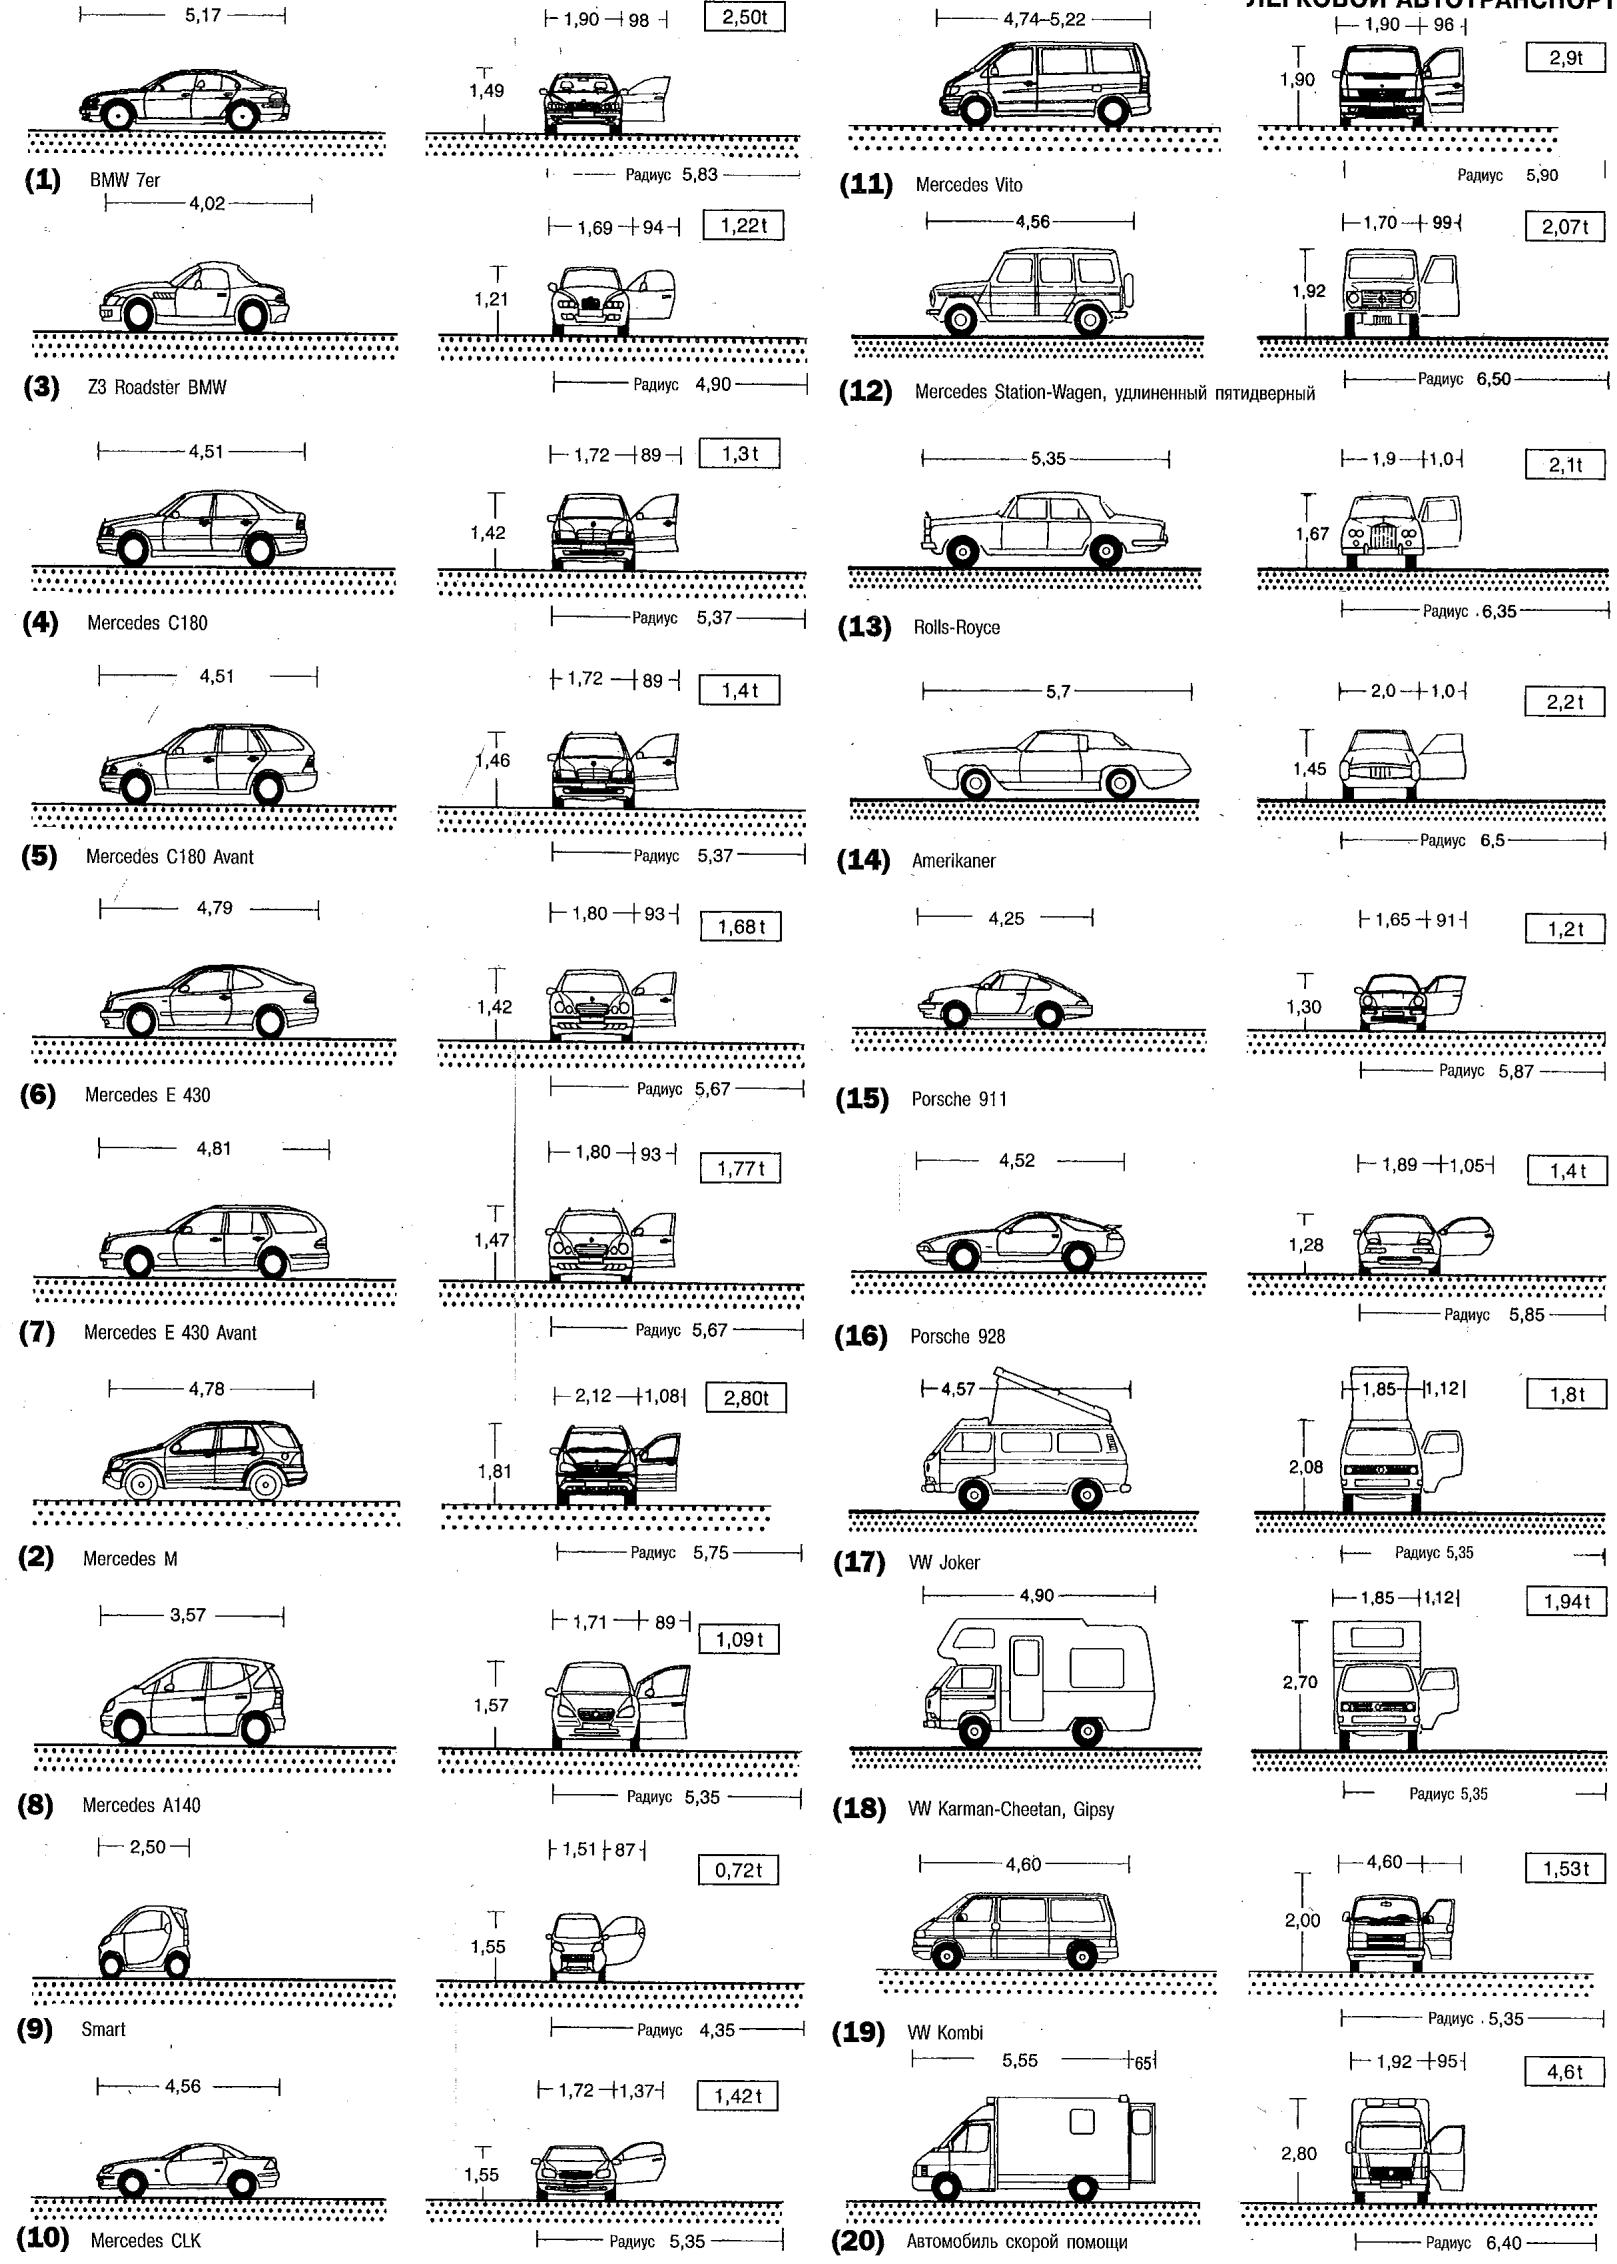 ЛЕГКОВОЙ АВТОТРАНСПОРТ
5,17
1,90 98
2,50t
1,49
Радиус 5,83
(1) BMW 7er
4,02
1,69 94
1,22t
1,21
Радиус 4,90
(3) Z3 Roadster BMW
4,51
1,72 89
1,3t
1,42
Радиус 5,37
(4) Mercedes C180
4,51
1,72 89
1,4t
1,46
Радиус 5,37
(5) Mercedes C180 Avant
4,79
1,80 93
1,68t
1,42
Радиус 5,67
(6) Mercedes E 430
4,81
1,80 93
1,77t
1,47
Радиус 5,67
(7) Mercedes E 430 Avant
4,78
2,12 1,08
2,80t
1,81
Радиус 5,75
(2) Mercedes M
3,57
1,71 89
1,09t
1,57
Радиус 5,35
(8) Mercedes A140
2,50
1,51 87
0,72t
1,55
Радиус 4,35
(9) Smart
4,56
1,72 1,37
1,42t
1,55
Радиус 5,35
(10) Mercedes CLK
4,74–5,22
1,90 96
2,9t
1,90
Радиус 5,90
(11) Mercedes Vito
4,56
1,70 99
2,07t
1,92
Радиус 6,50
(12) Mercedes Station-Wagen, удлиненный пятидверный
5,35
1,9 1,0
2,1t
1,67
Радиус 6,35
(13) Rolls-Royce
5,7
2,0 1,0
2,2t
1,45
Радиус 6,5
(14) Amerikaner
4,25
1,65 91
1,2t
1,30
Радиус 5,87
(15) Porsche 911
4,52
1,89 1,05
1,4t
1,28
Радиус 5,85
(16) Porsche 928
4,57
1,85 1,12
1,8t
2,08
Радиус 5,35
(17) VW Joker
4,90
1,85 1,12
1,94t
2,70
Радиус 5,35
(18) VW Karman-Cheetan, Gipsy
4,60
4,60
1,53t
2,00
Радиус 5,35
(19) VW Kombi
5,55 65
1,92 95
4,6t
2,80
Радиус 6,40
(20) Автомобиль скорой помощи